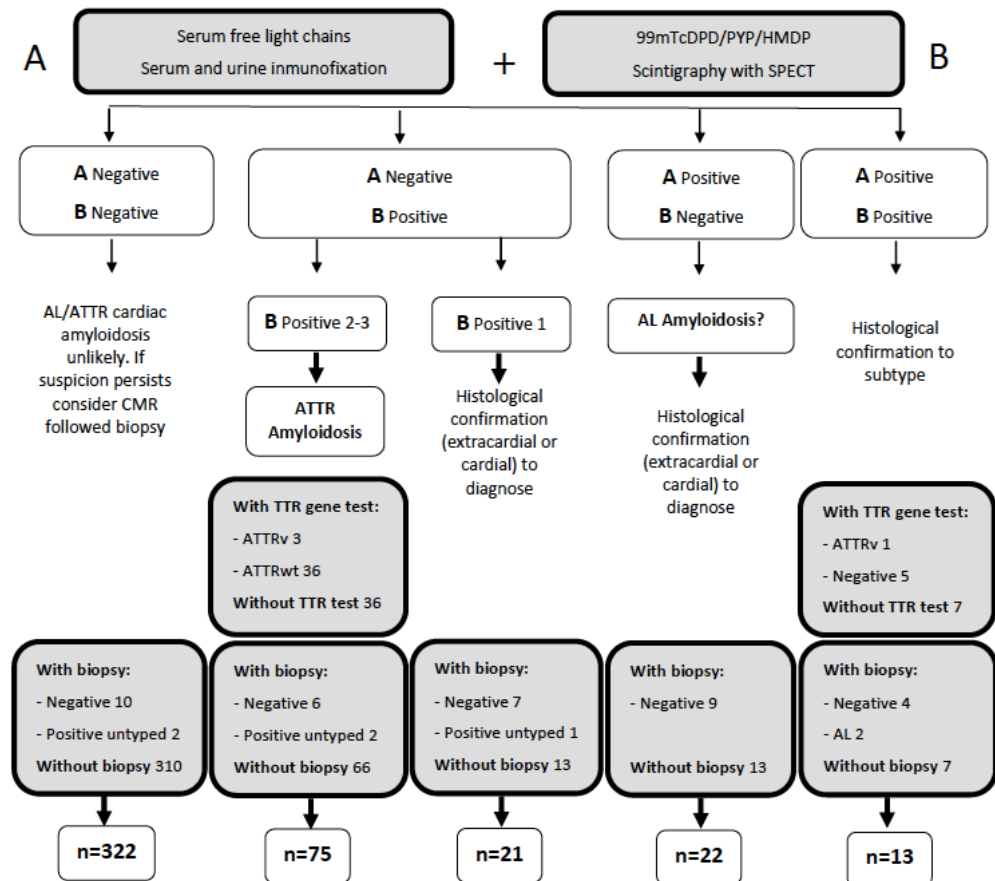 A
Serum free light chains
Serum and urine inmunofixation
+
99mTcDPD/PYP/HMDP
Scintigraphy with SPECT
B
A Negative
B Negative
A Negative
B Positive
A Positive
B Negative
A Positive
B Positive
AL/ATTR cardiac
amyloidosis
unlikely. If
suspicion persists
consider CMR
followed biopsy
B Positive 2-3
ATTR
Amyloidosis
B Positive 1
Histological
confirmation
(extracardial or
cardial) to
diagnose
AL Amyloidosis?
Histological
confirmation
(extracardial or
cardial) to
diagnose
Histological
confirmation to
subtype
With TTR gene test:
- ATTRv 3
- ATTRwt 36
Without TTR test 36
With TTR gene test:
- ATTRv 1
- Negative 5
Without TTR test 7
With biopsy:
- Negative 10
- Positive untyped 2
Without biopsy 310
With biopsy:
- Negative 6
- Positive untyped 2
Without biopsy 66
With biopsy:
- Negative 7
- Positive untyped 1
Without biopsy 13
With biopsy:
- Negative 9
Without biopsy 13
With biopsy:
- Negative 4
- AL 2
Without biopsy 7
n=322
n=75
n=21
n=22
n=13